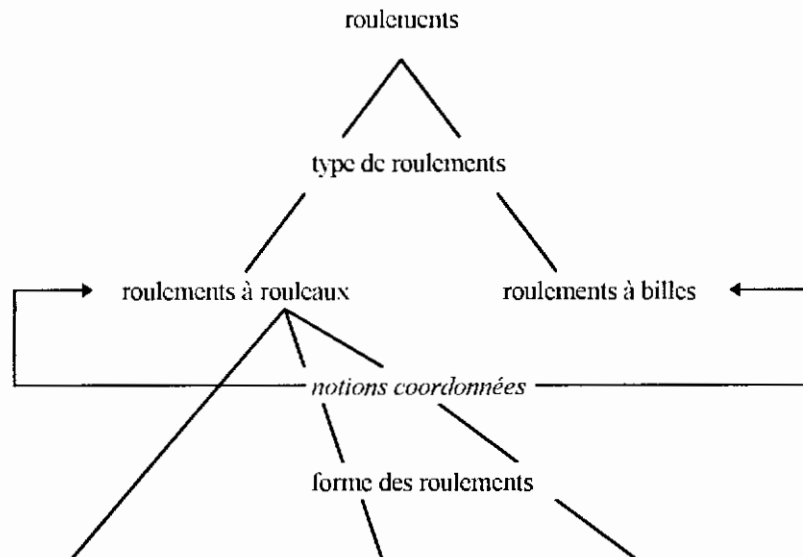 roulements
type de roulements
roulements à rouleaux roulements à billes
notions coordonnées
forme des roulements